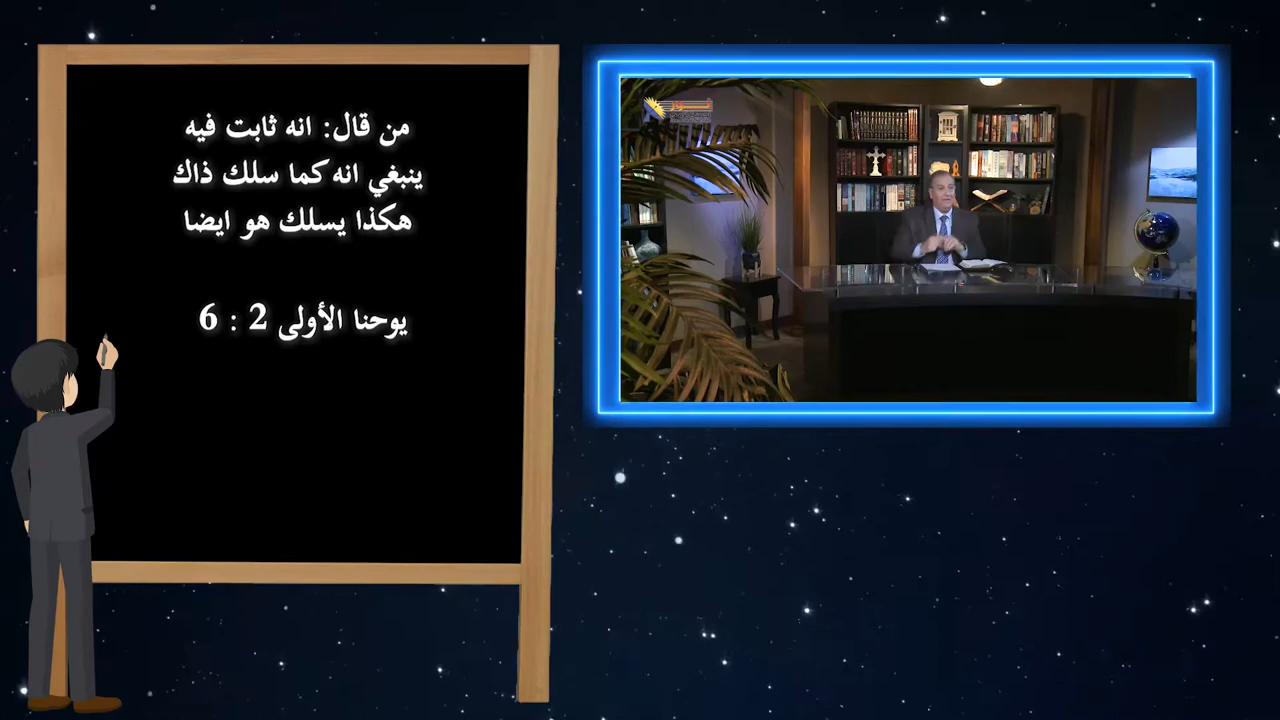 من قال: انه ثابت فيه
ينبغي انه كما سلك ذاك
هكذا يسلك هو ايضا
يوحنا الأولى 2 : 6